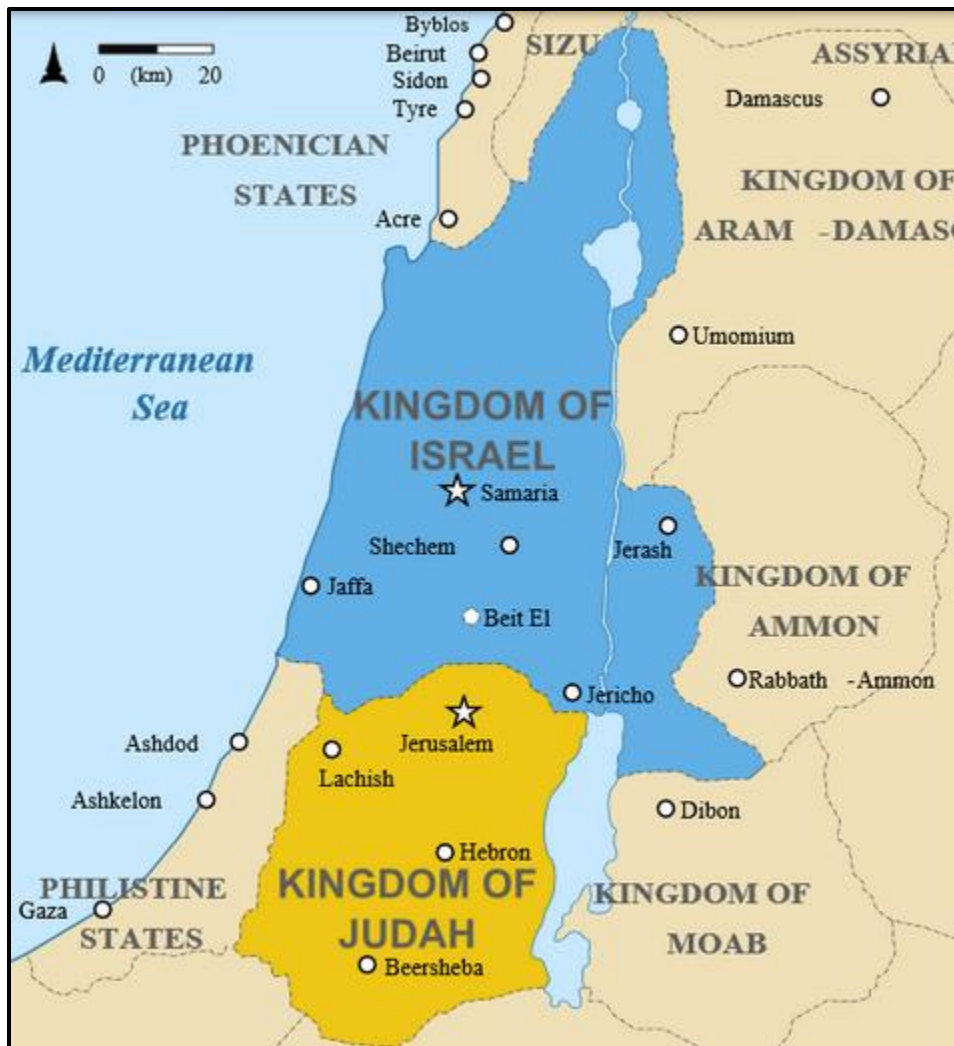 Byblos
SIZU
Beirut
ASSYRIA
0 (km) 20
Sidon
Damascus
Tyre
PHOENICIAN
STATES
KINGDOM OF
ARAM -DAMASC
Acre
Umomium
Mediterranean
Sea
KINGDOM OF
ISRAEL
Samaria
Shechem
Jerash
KINGDOM OF
AMMON
Jaffa
Beit El
Rabbath -Ammon
Jericho
Ashdod
Jerusalem
Lachish
Ashkelon
Dibon
Hebron
KINGDOM OF
JUDAH
PHILISTINE
STATES
Gaza
KINGDOM OF
MOAB
Beersheba